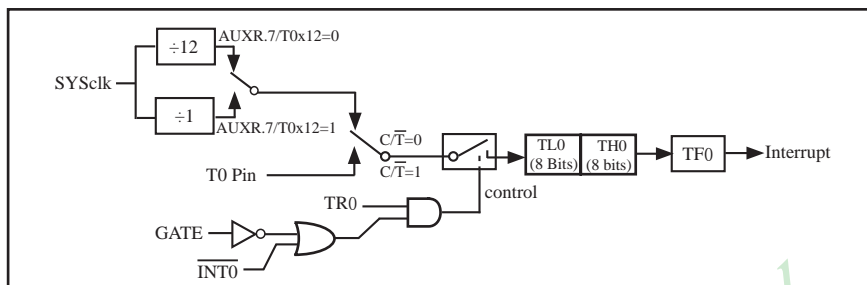 ÷12
AUXR.7/T0x12=0
SYSclk
÷1
AUXR.7/T0x12=1
C/T̅=0
C/T̅=1
T0 Pin
TL0
(8 Bits)
TH0
(8 bits)
TF0
Interrupt
control
TR0
GATE
I̅N̅T̅0̅